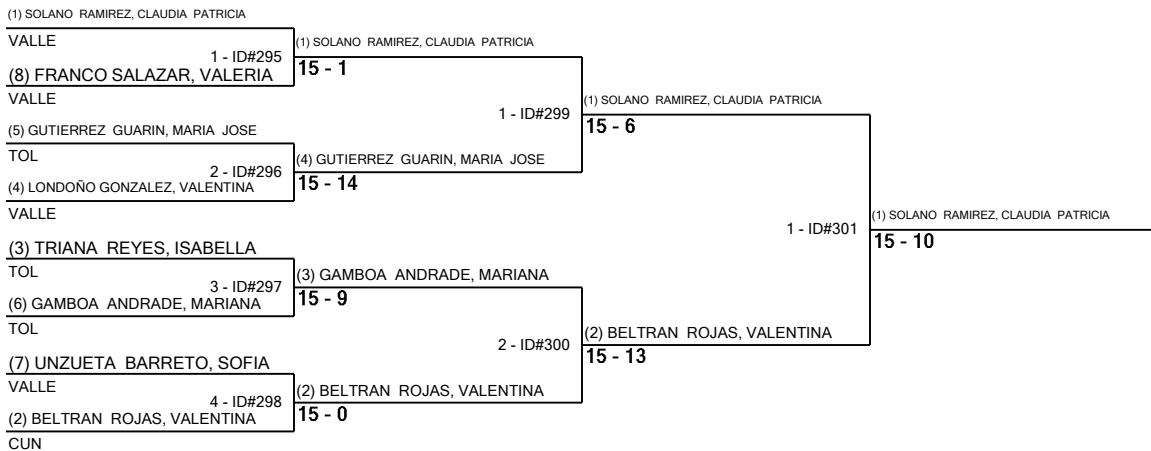 (1) SOLANO RAMIREZ, CLAUDIA PATRICIA
VALLE
1 - ID#295
(8) FRANCO SALAZAR, VALERIA
VALLE
(5) GUTIERREZ GUARIN, MARIA JOSE
TOL
2 - ID#296
(4) LONDOÑO GONZALEZ, VALENTINA
VALLE
(3) TRIANA REYES, ISABELLA
TOL
3 - ID#297
(6) GAMBOA ANDRADE, MARIANA
TOL
(7) UNZUETA BARRETO, SOFIA
VALLE
4 - ID#298
(2) BELTRAN ROJAS, VALENTINA
CUN
(1) SOLANO RAMIREZ, CLAUDIA PATRICIA
15 - 1
1 - ID#299
(4) GUTIERREZ GUARIN, MARIA JOSE
15 - 14
(3) GAMBOA ANDRADE, MARIANA
15 - 9
2 - ID#300
(2) BELTRAN ROJAS, VALENTINA
15 - 0
(1) SOLANO RAMIREZ, CLAUDIA PATRICIA
15 - 6
1 - ID#301
(2) BELTRAN ROJAS, VALENTINA
15 - 13
(1) SOLANO RAMIREZ, CLAUDIA PATRICIA
15 - 10